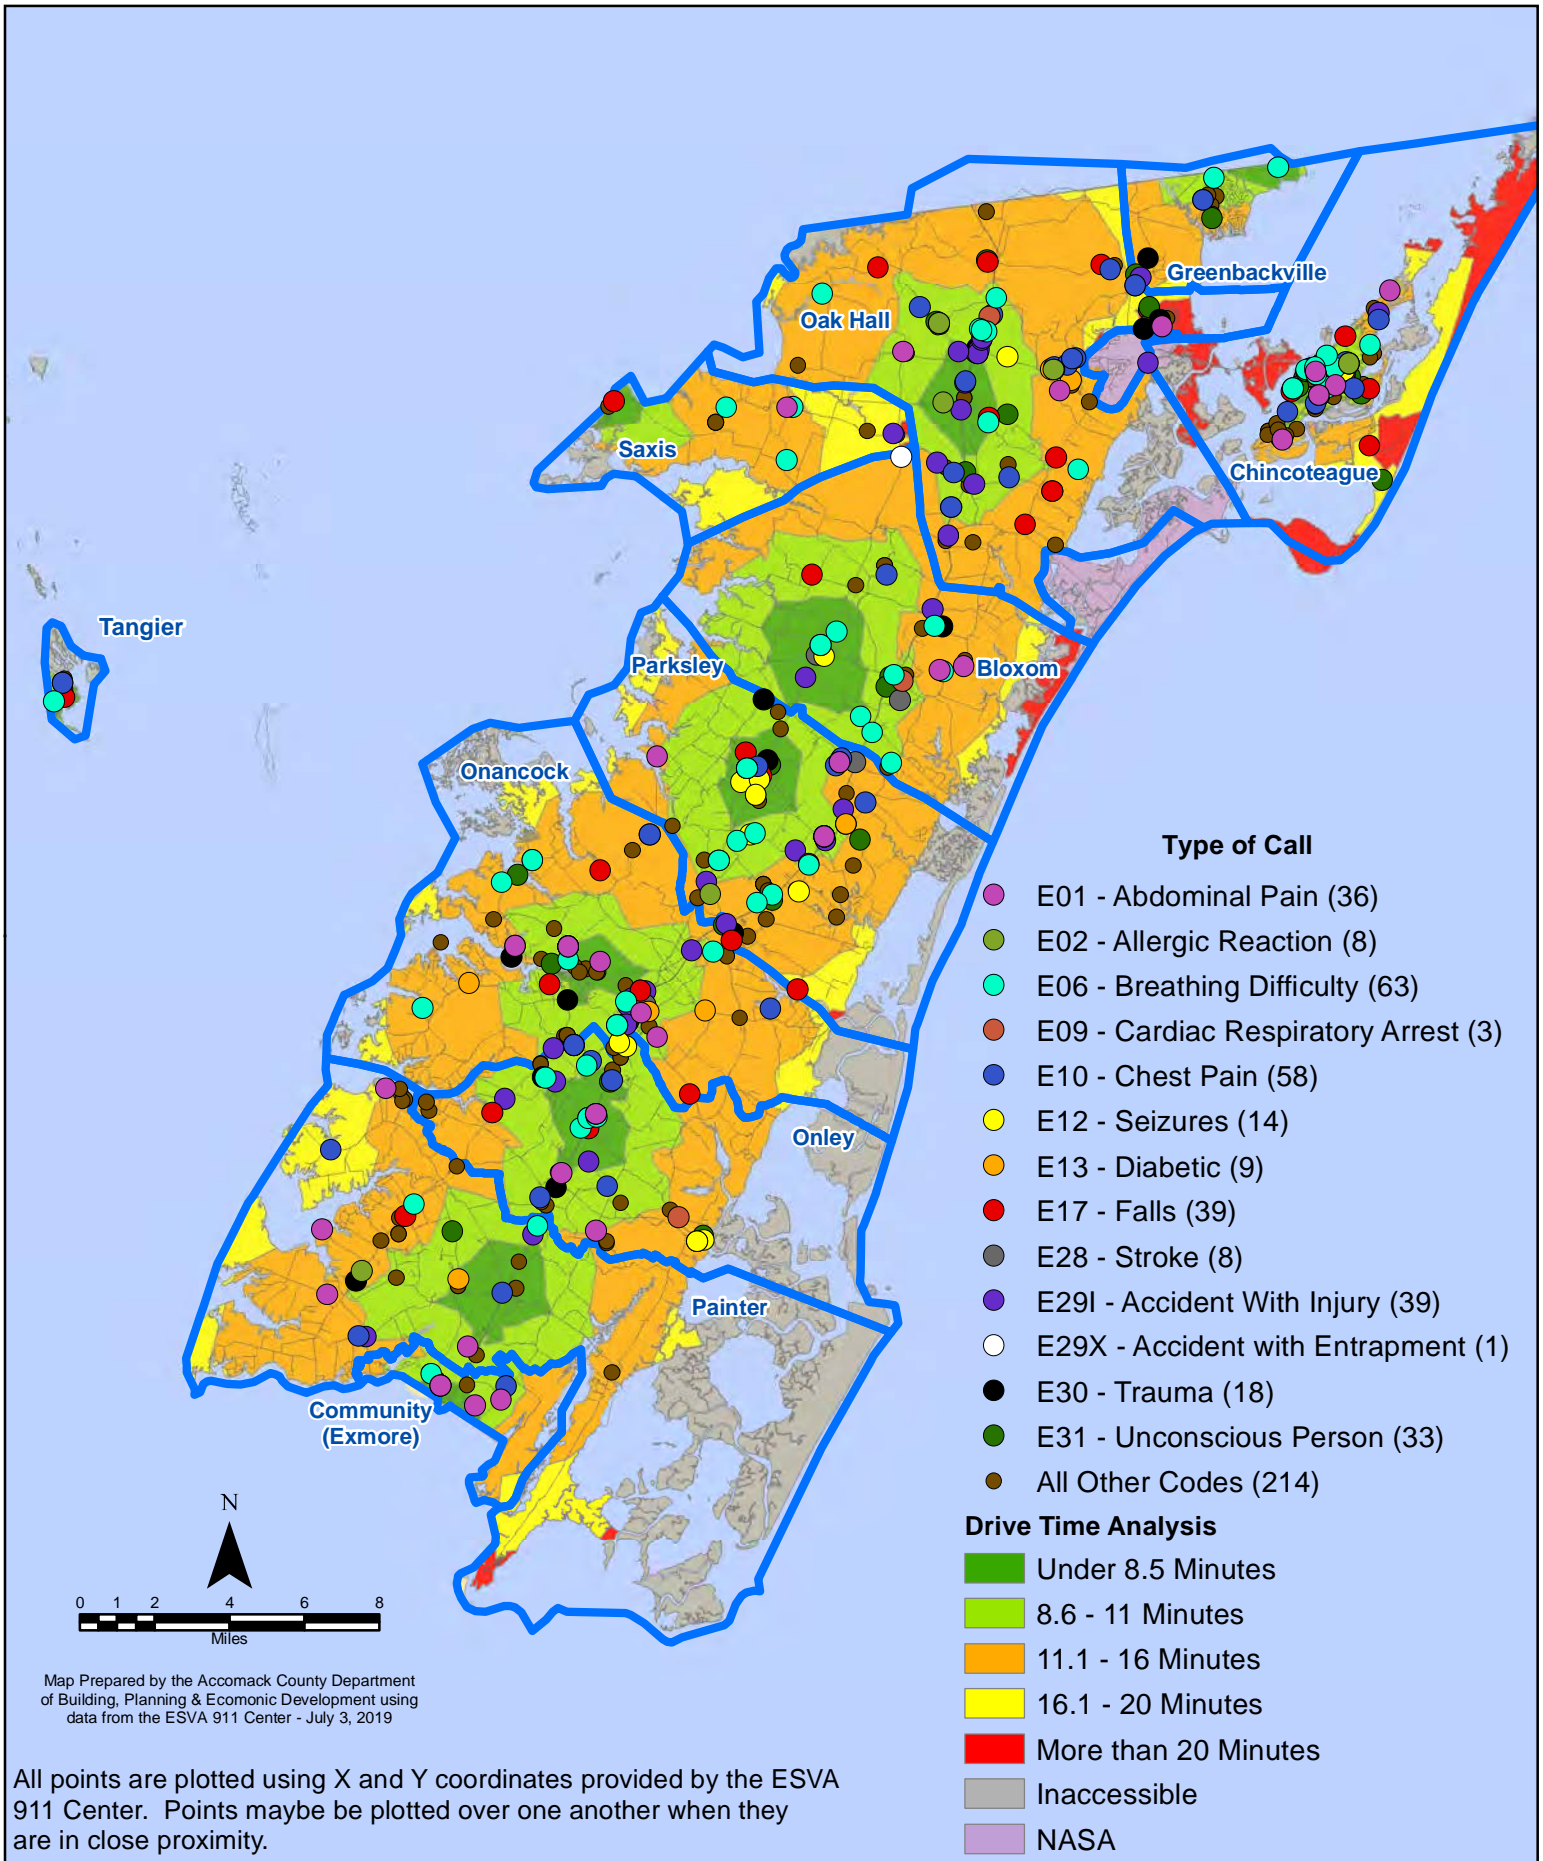 Greenbackville
Oak Hall
Saxis
Chincoteague
Tangier
Parksley
Bloxom
Onancock
Onley
Painter
Community
(Exmore)
Type of Call
E01 - Abdominal Pain (36)
E02 - Allergic Reaction (8)
E06 - Breathing Difficulty (63)
E09 - Cardiac Respiratory Arrest (3)
E10 - Chest Pain (58)
E12 - Seizures (14)
E13 - Diabetic (9)
E17 - Falls (39)
E28 - Stroke (8)
E29I - Accident With Injury (39)
E29X - Accident with Entrapment (1)
E30 - Trauma (18)
E31 - Unconscious Person (33)
All Other Codes (214)
Drive Time Analysis
Under 8.5 Minutes
8.6 - 11 Minutes
11.1 - 16 Minutes
16.1 - 20 Minutes
More than 20 Minutes
Inaccessible
NASA
N
0 1 2 4 6 8
Miles
Map Prepared by the Accomack County Department
of Building, Planning & Ecomonic Development using
data from the ESVA 911 Center - July 3, 2019
All points are plotted using X and Y coordinates provided by the ESVA
911 Center. Points maybe be plotted over one another when they
are in close proximity.